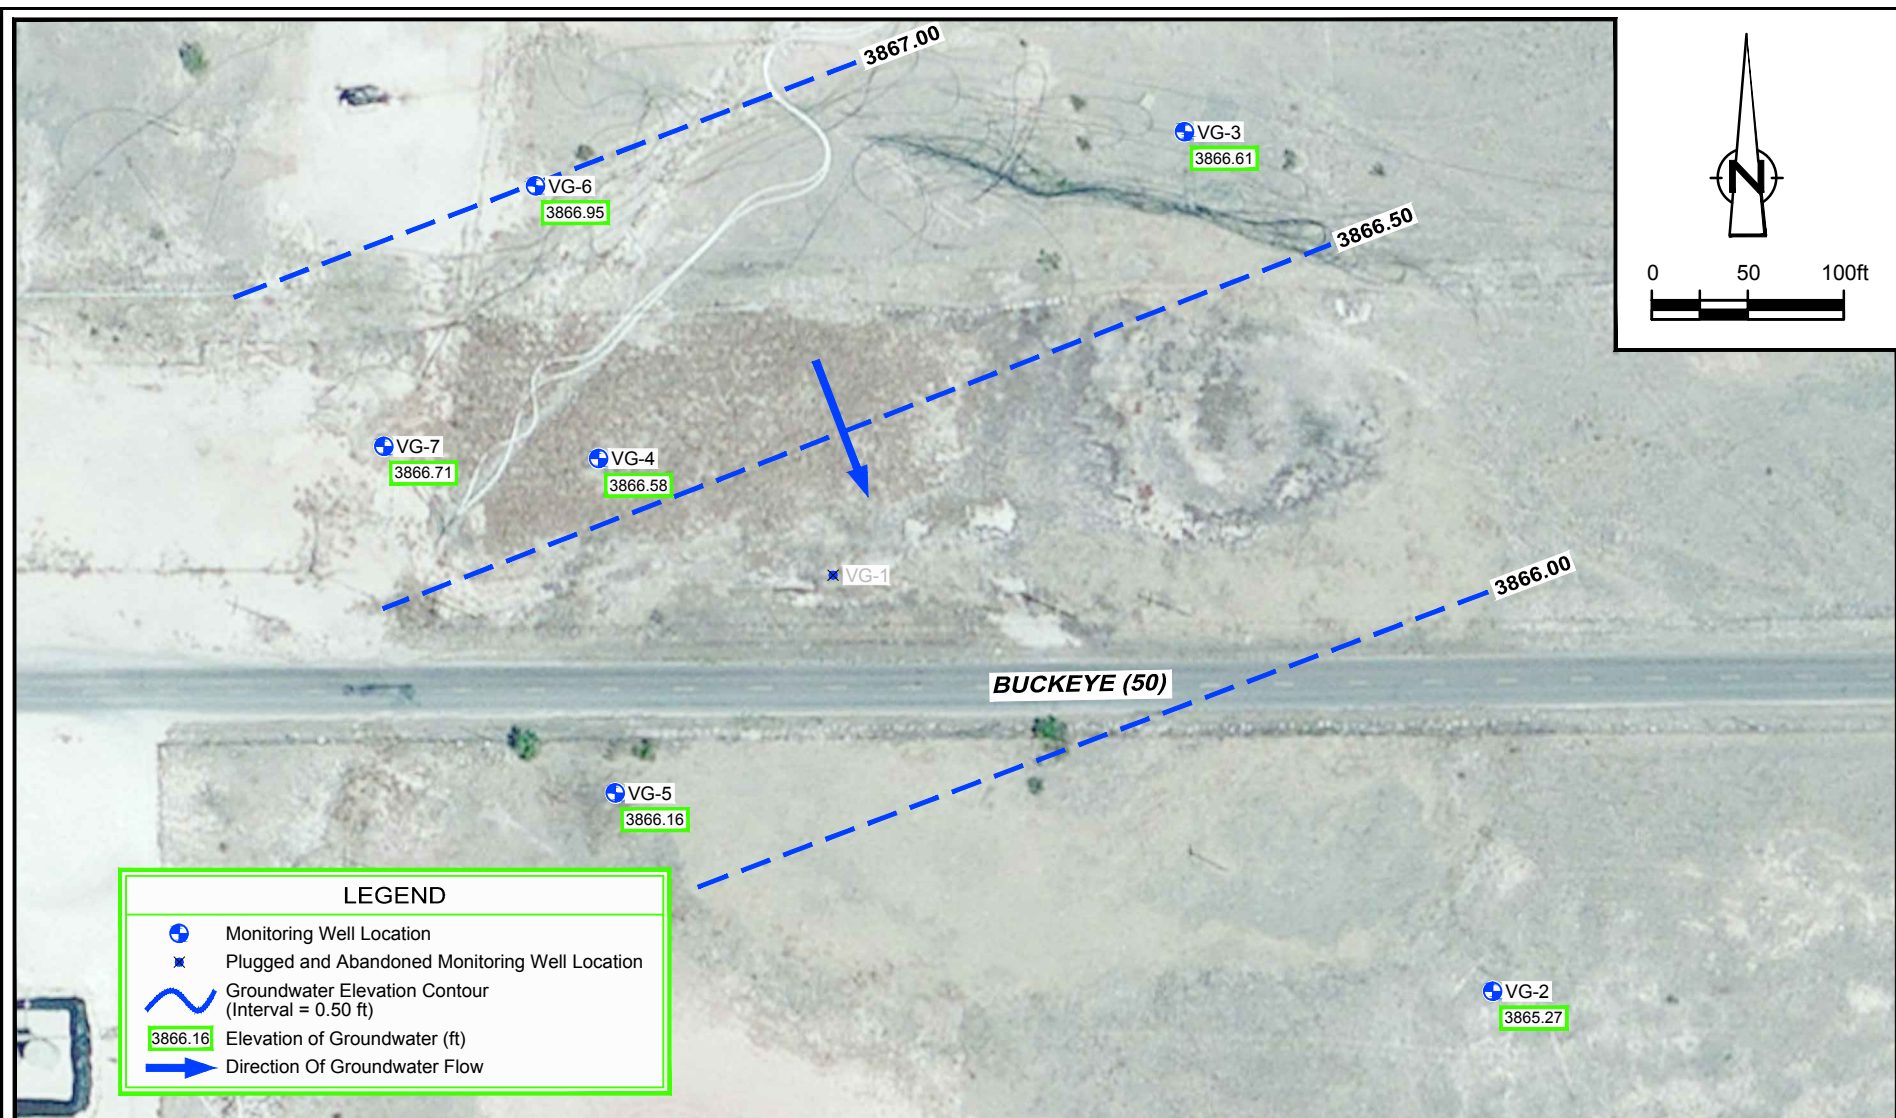 3867.00
VG-3
3866.61
N
VG-6
3866.95
3866.50
0 50 100ft
VG-7
3866.71
VG-4
3866.58
VG-1
3866.00
BUCKEYE (50)
VG-5
3866.16
LEGEND
Monitoring Well Location
Plugged and Abandoned Monitoring Well Location
Groundwater Elevation Contour
(Interval = 0.50 ft)
3866.16 Elevation of Groundwater (ft)
Direction Of Groundwater Flow
VG-2
3865.27